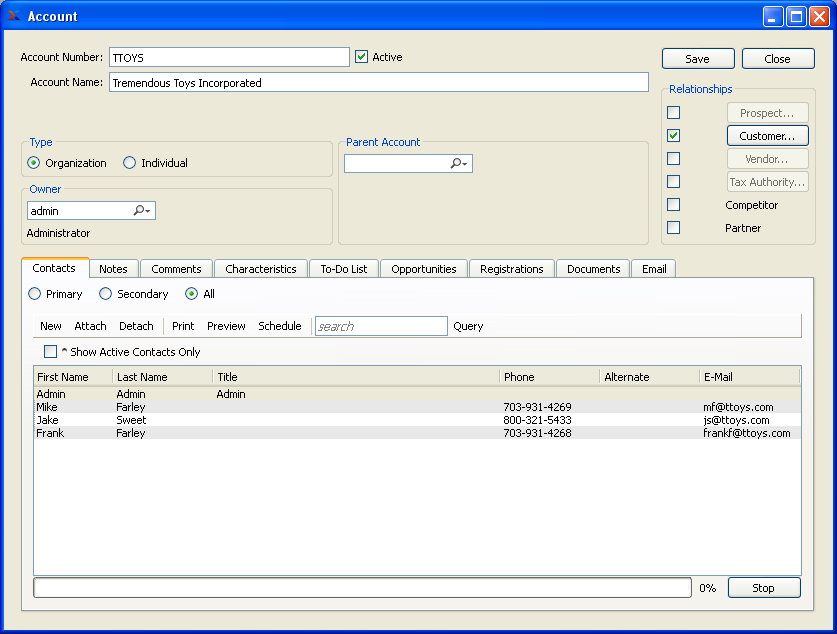 Account
Account Number: TTOYS Active
Account Name: Tremendous Toys Incorporated
Save Close
Relationships
Prospect...
Customer...
Vendor...
Tax Authority...
Competitor
Partner
Type
Organization Individual
Parent Account
Owner
admin
Administrator
Contacts Notes Comments Characteristics To-Do List Opportunities Registrations Documents Email
Primary Secondary All
New Attach Detach Print Preview Schedule search Query
* Show Active Contacts Only
First Name Last Name Title Phone Alternate E-Mail
Admin Admin Admin
Mike Farley 703-931-4269 mf@ttoys.com
Jake Sweet 800-321-5433 js@ttoys.com
Frank Farley 703-931-4268 frankf@ttoys.com
0% Stop